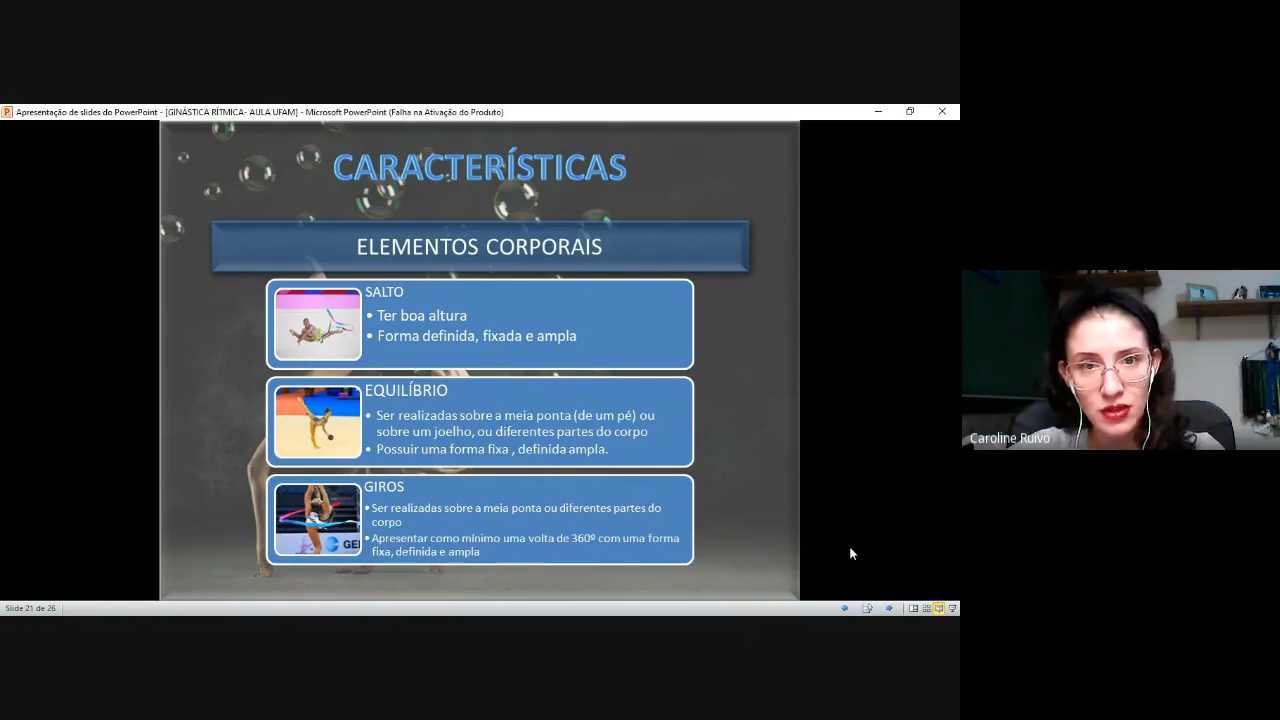 Apresentação de slides do PowerPoint - [GINÁSTICA RÍTMICA- AULA UFAM] - Microsoft PowerPoint (Falha na Ativação do Produto)
CARACTERÍSTICAS
ELEMENTOS CORPORAIS
SALTO
• Ter boa altura
• Forma definida, fixada e ampla
EQUILÍBRIO
• Ser realizadas sobre a meia ponta (de um pé) ou
sobre um joelho, ou diferentes partes do corpo
• Possuir uma forma fixa , definida ampla.
GIROS
• Ser realizadas sobre a meia ponta ou diferentes partes do
corpo
• Apresentar como mínimo uma volta de 360º com uma forma
fixa, definida e ampla
Caroline Ruivo
Slide 21 de 26